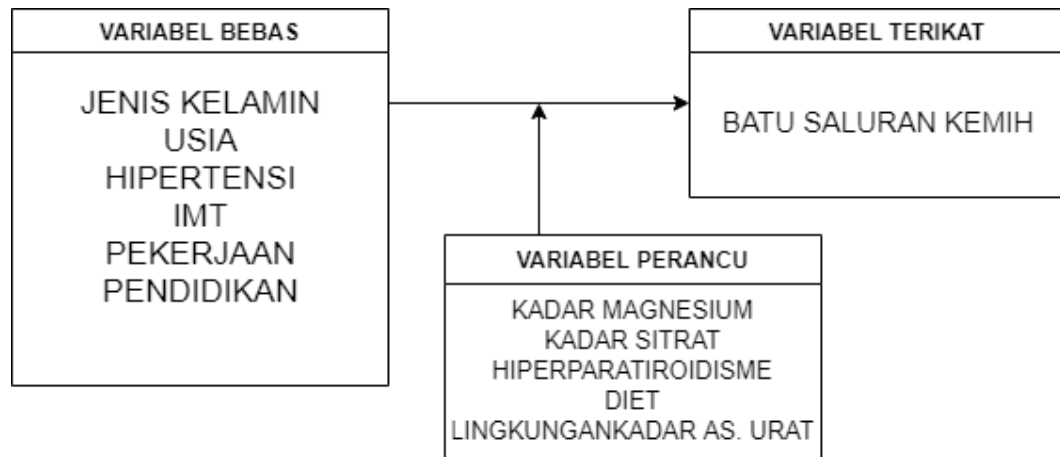 VARIABEL BEBAS
JENIS KELAMIN
USIA
HIPERTENSI
IMT
PEKERJAAN
PENDIDIKAN
VARIABEL TERIKAT
BATU SALURAN KEMIH
VARIABEL PERANCU
KADAR MAGNESIUM
KADAR SITRAT
HIPERPARATIROIDISME
DIET
LINGKUNGANKADAR AS. URAT